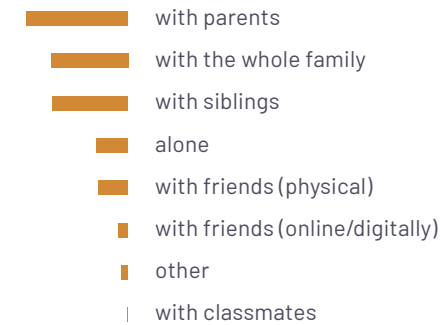 with parents
with the whole family
with siblings
alone
with friends (physical)
with friends (online/digitally)
other
with classmates